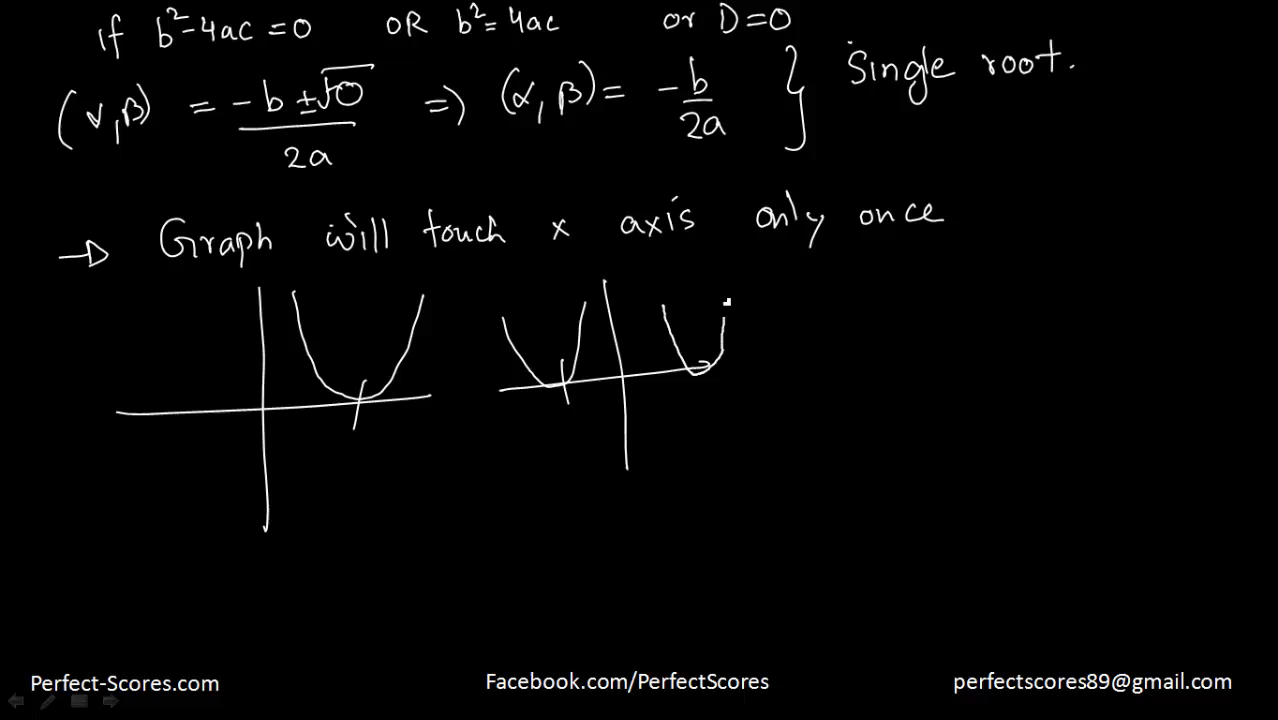 if b²-4ac=0 OR b²=4ac or D=0
(α,β) = -b±√0/2a => (α,β)= -b/2a } Single root.
→ Graph will touch x axis only once
Perfect-Scores.com Facebook.com/PerfectScores perfectscores89@gmail.com